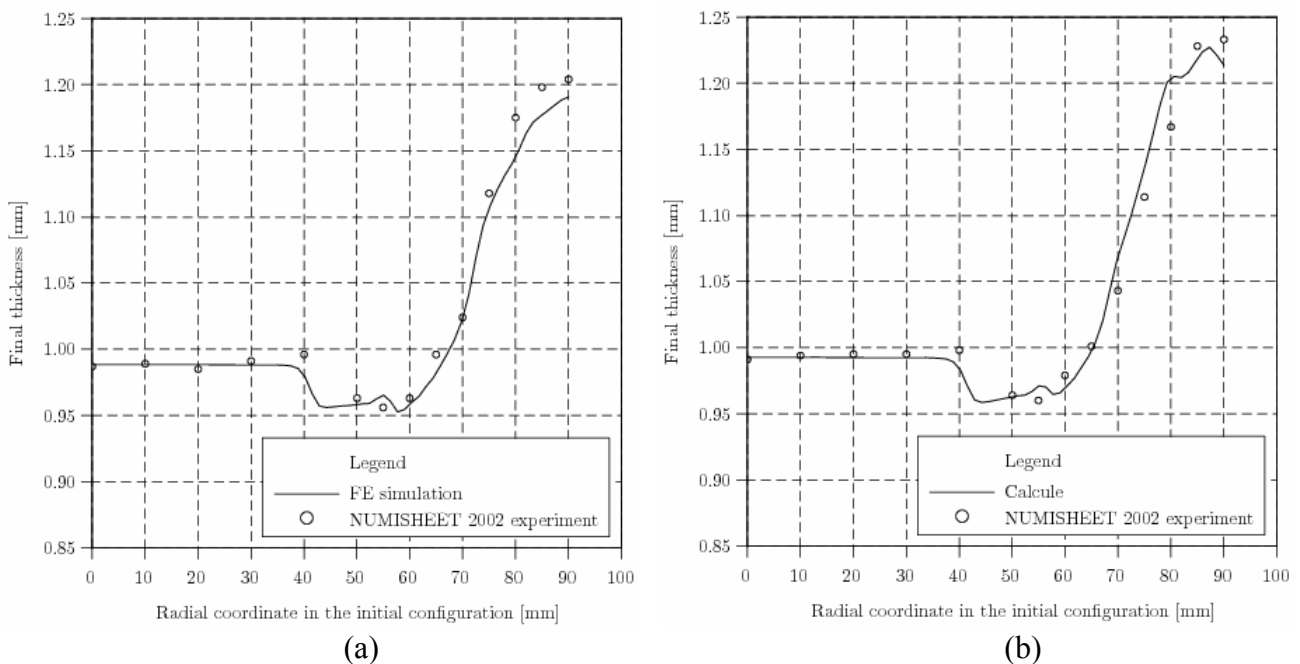 1.25
1.20
1.15
1.10
1.05
1.00
0.95
0.90
0.85
Final thickness [mm]
Legend
FE simulation
NUMISHEET 2002 experiment
0 10 20 30 40 50 60 70 80 90 100
Radial coordinate in the initial configuration [mm]
(a)
1.25
1.20
1.15
1.10
1.05
1.00
0.95
0.90
0.85
Final thickness [mm]
Legend
Calcule
NUMISHEET 2002 experiment
0 10 20 30 40 50 60 70 80 90 100
Radial coordinate in the initial configuration [mm]
(b)